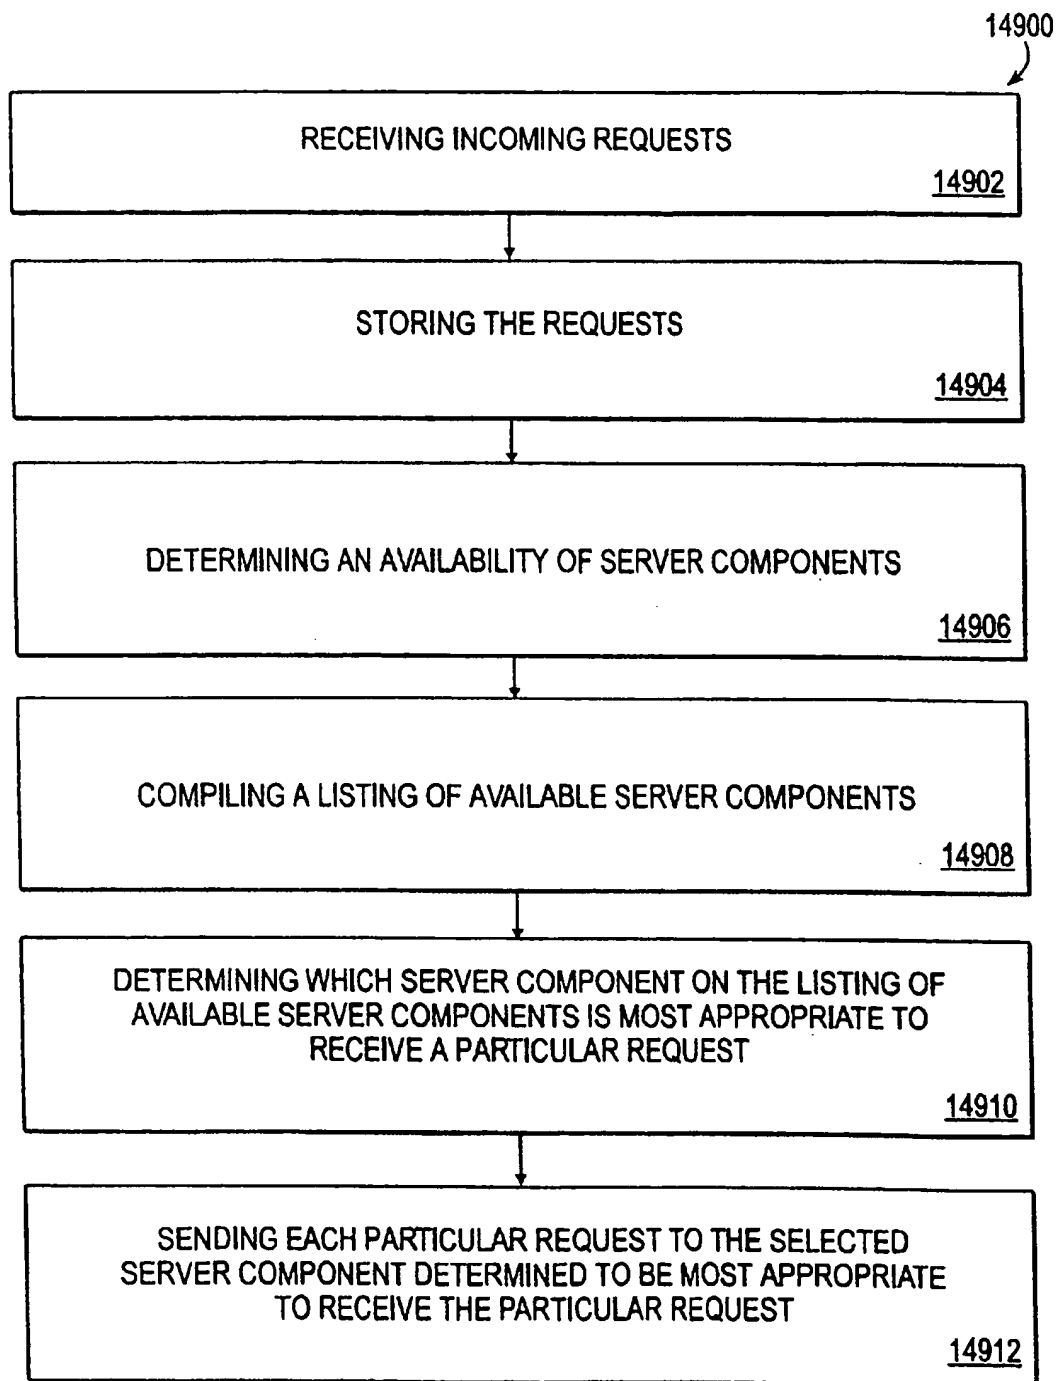 14900
RECEIVING INCOMING REQUESTS
14902
STORING THE REQUESTS
14904
DETERMINING AN AVAILABILITY OF SERVER COMPONENTS
14906
COMPILING A LISTING OF AVAILABLE SERVER COMPONENTS
14908
DETERMINING WHICH SERVER COMPONENT ON THE LISTING OF
AVAILABLE SERVER COMPONENTS IS MOST APPROPRIATE TO
RECEIVE A PARTICULAR REQUEST
14910
SENDING EACH PARTICULAR REQUEST TO THE SELECTED
SERVER COMPONENT DETERMINED TO BE MOST APPROPRIATE
TO RECEIVE THE PARTICULAR REQUEST
14912